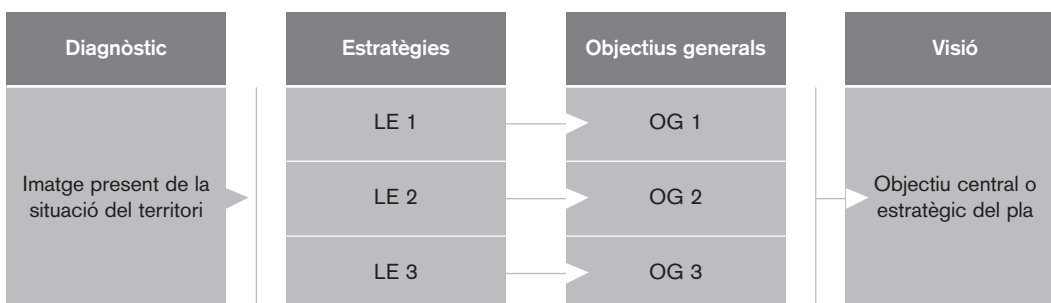 Diagnòstic
Estratègies
Objectius generals
Visió
Imatge present de la
situació del territori
LE 1
OG 1
LE 2
OG 2
LE 3
OG 3
Objectiu central o
estratègic del pla